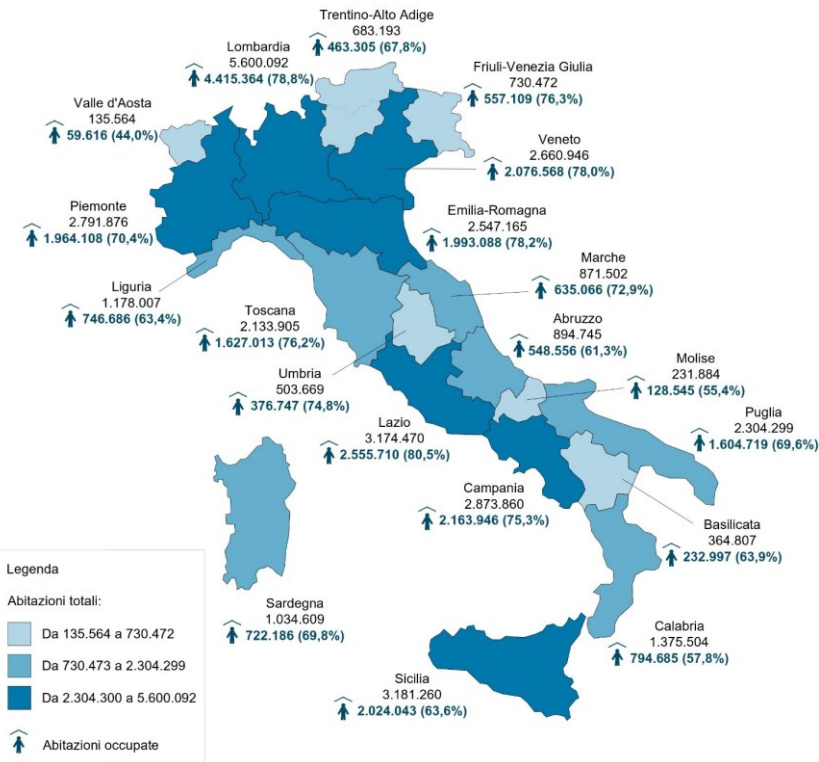 Trentino-Alto Adige
683.193
463.305 (67,8%)
Lombardia
5.600.092
4.415.364 (78,8%)
Friuli-Venezia Giulia
730.472
557.109 (76,3%)
Valle d'Aosta
135.564
59.616 (44,0%)
Veneto
2.660.946
2.076.568 (78,0%)
Piemonte
2.791.876
1.964.108 (70,4%)
Emilia-Romagna
2.547.165
1.993.088 (78,2%)
Marche
871.502
635.066 (72,9%)
Liguria
1.178.007
746.686 (63,4%)
Toscana
2.133.905
1.627.013 (76,2%)
Abruzzo
894.745
548.556 (61,3%)
Molise
231.884
128.545 (55,4%)
Umbria
503.669
376.747 (74,8%)
Puglia
2.304.299
1.604.719 (69,6%)
Lazio
3.174.470
2.555.710 (80,5%)
Campania
2.873.860
2.163.946 (75,3%)
Basilicata
364.807
232.997 (63,9%)
Sardegna
1.034.609
722.186 (69,8%)
Calabria
1.375.504
794.685 (57,8%)
Sicilia
3.181.260
2.024.043 (63,6%)
Legenda
Abitazioni totali:
Da 135.564 a 730.472
Da 730.473 a 2.304.299
Da 2.304.300 a 5.600.092
Abitazioni occupate